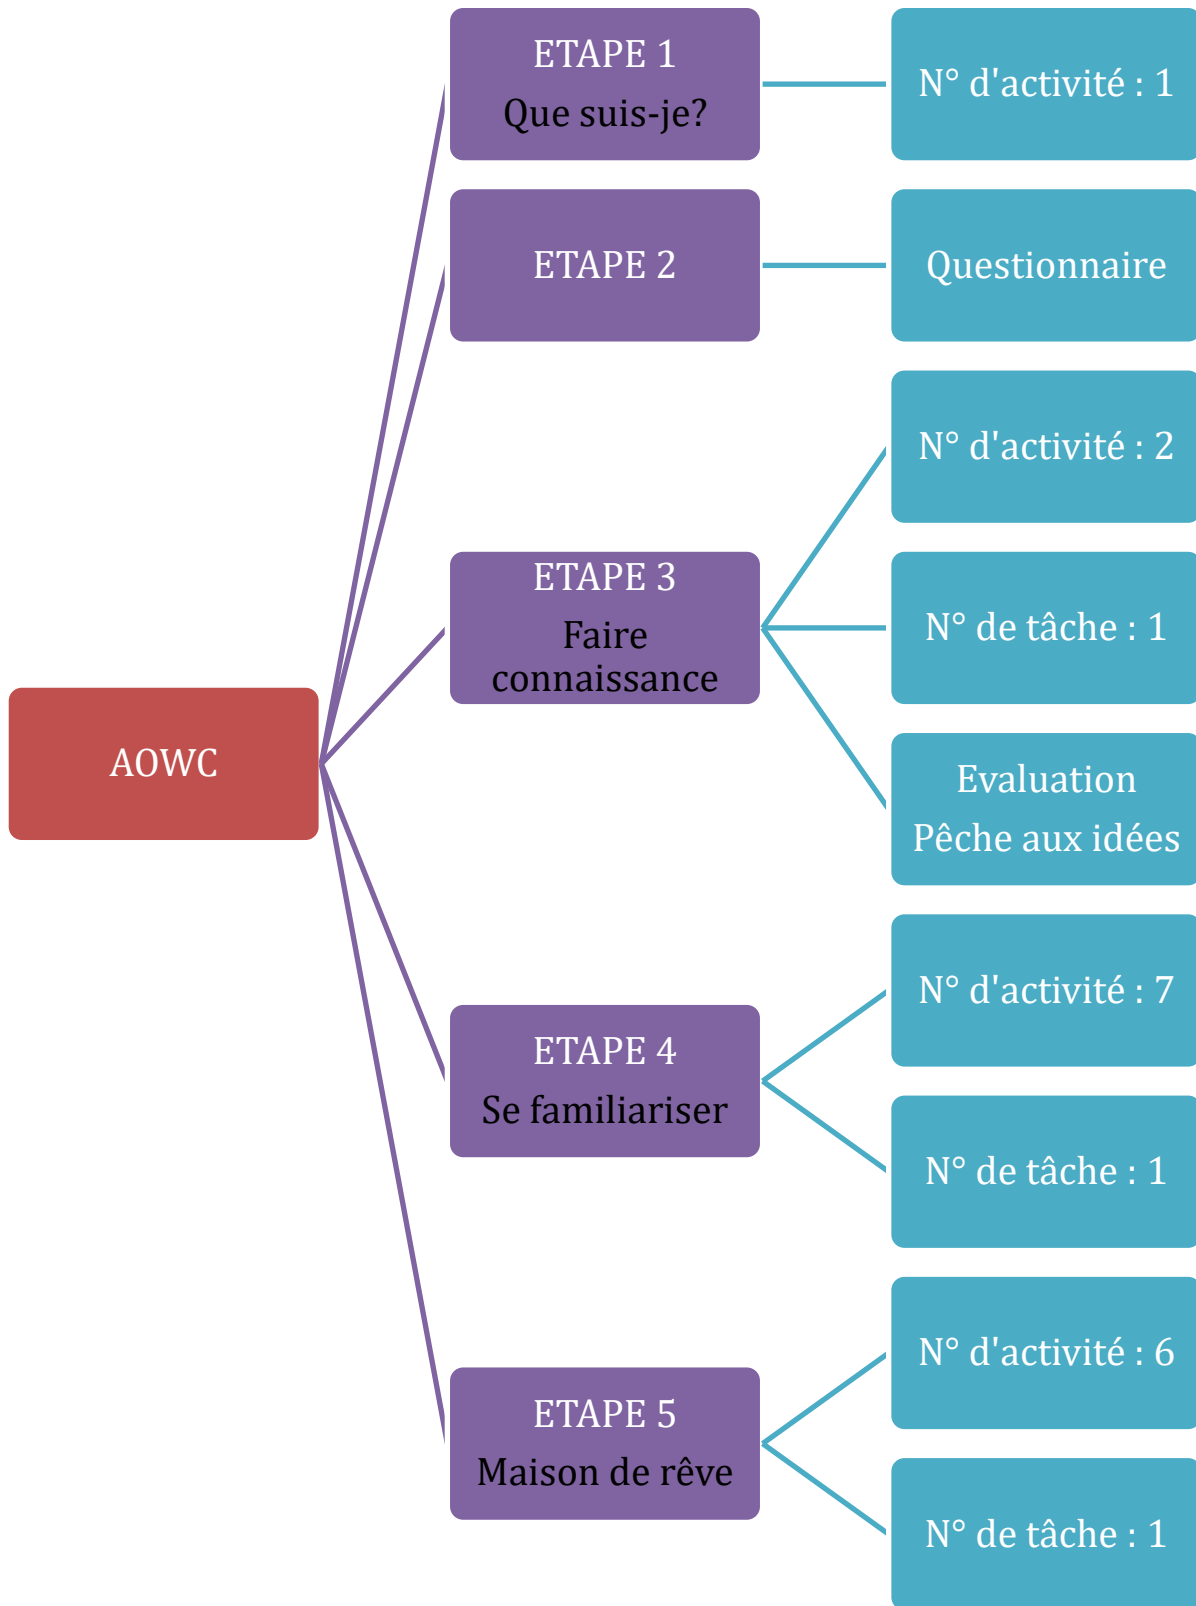 ETAPE 1
Que suis-je?
N° d'activité : 1
ETAPE 2
Questionnaire
N° d'activité : 2
ETAPE 3
Faire
connaissance
N° de tâche : 1
Evaluation
Pêche aux idées
AOWC
N° d'activité : 7
ETAPE 4
Se familiariser
N° de tâche : 1
N° d'activité : 6
ETAPE 5
Maison de rêve
N° de tâche : 1